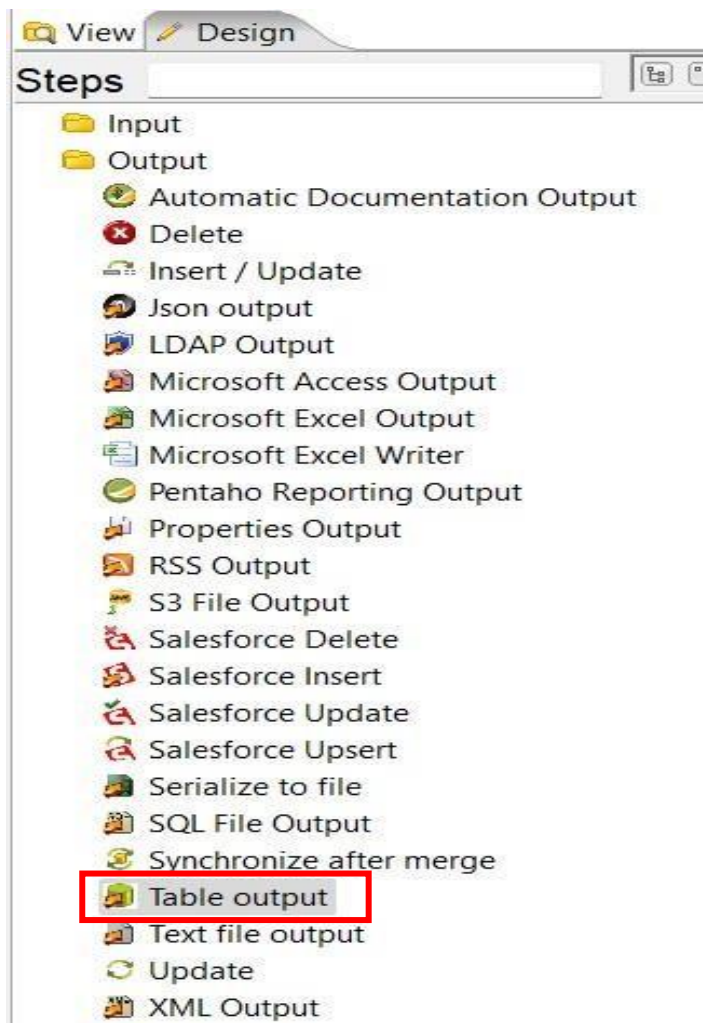 View Design
Steps
Input
Output
Automatic Documentation Output
Delete
Insert / Update
Json output
LDAP Output
Microsoft Access Output
Microsoft Excel Output
Microsoft Excel Writer
Pentaho Reporting Output
Properties Output
RSS Output
S3 File Output
Salesforce Delete
Salesforce Insert
Salesforce Update
Salesforce Upsert
Serialize to file
SQL File Output
Synchronize after merge
Table output
Text file output
Update
XML Output